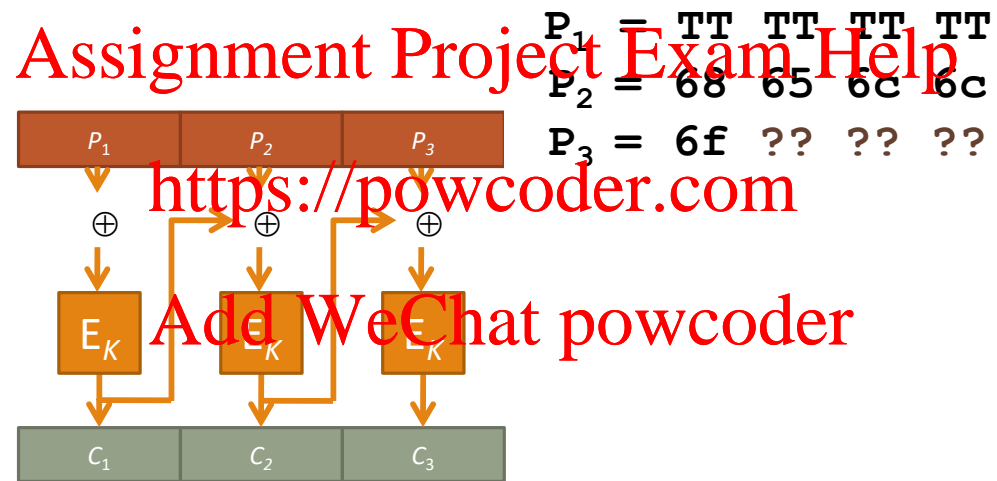 P1 = TT TT TT TT
Assignment Project Exam Help
P2 = 68 65 6c 6c
P1 P2 P3
P3 = 6f ?? ?? ??
https://powcoder.com
⊕ ⊕ ⊕
Add WeChat powcoder
EK EK EK
C1 C2 C3